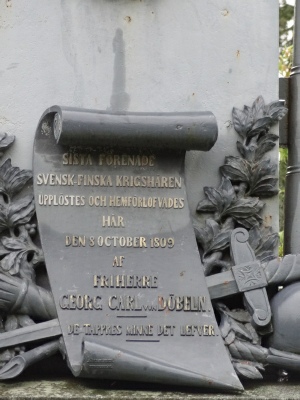 SISTA FÖRENADE
SVENSK-FINSKA KRIGSHÄREN
UPPLÖSTES OCH HEMFÖRLOFVADES
HÄR
DEN 8 OCTOBER 1809
AF
FRIHERRE
GEORG CARL VON DÖBELN
DE TAPPRES MINNE DET LEFVER.